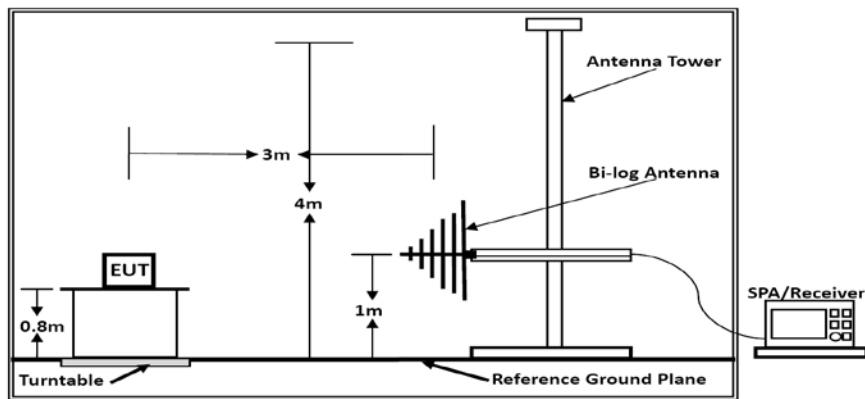 Antenna Tower
3m
Bi-log Antenna
4m
EUT
1m
SPA/Receiver
0.8m
Turntable
Reference Ground Plane